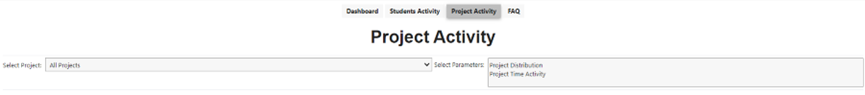 Dashboard Students Activity Project Activity FAQ
Project Activity
Select Project: All Projects Select Parameters: Project Distribution
Project Time Activity